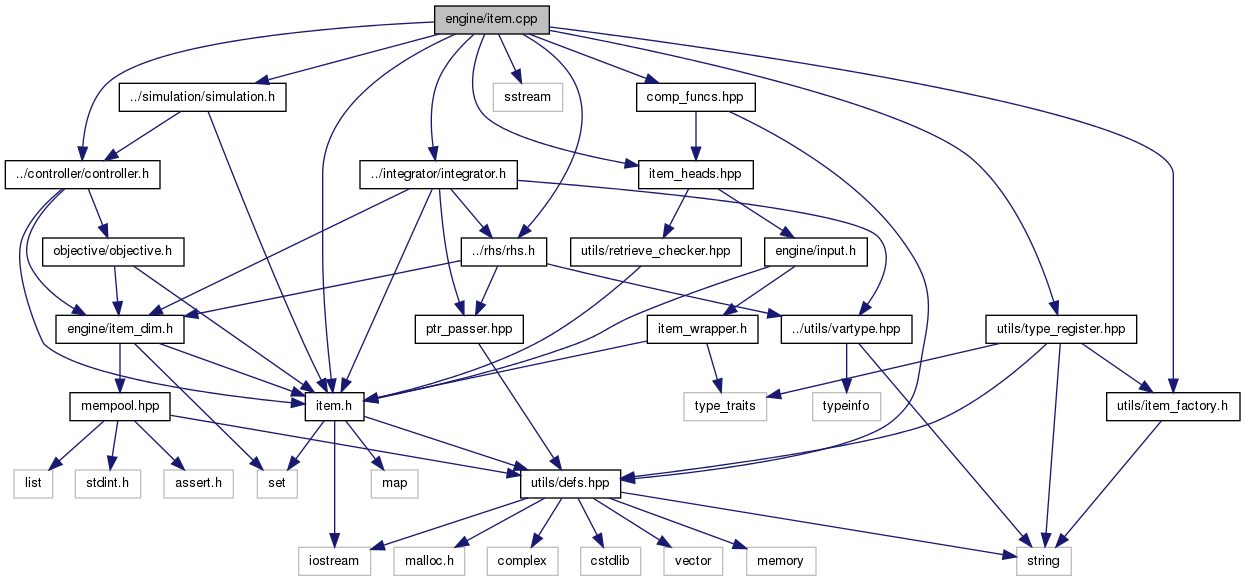 engine/item.cpp
../simulation/simulation.h
sstream
comp_funcs.hpp
../controller/controller.h
../integrator/integrator.h
item_heads.hpp
objective/objective.h
../rhs/rhs.h
utils/retrieve_checker.hpp
engine/input.h
engine/item_dim.h
ptr_passer.hpp
item_wrapper.h
../utils/vartype.hpp
utils/type_register.hpp
mempool.hpp
item.h
type_traits
typeinfo
utils/item_factory.h
list
stdint.h
assert.h
set
map
utils/defs.hpp
iostream
malloc.h
complex
cstdlib
vector
memory
string